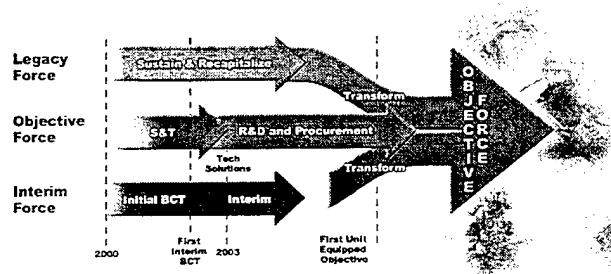 Legacy
Force
Sustain & Recapitalize
Transform
Objective
Force
S&T
R&D and Procurement
Tech
Solutions
Transform
Interim
Force
Initial BCT
Interim
OBJECTIVE
FORCE
2000
First
Interim
BCT
2003
First Unit
Equipped
Objective